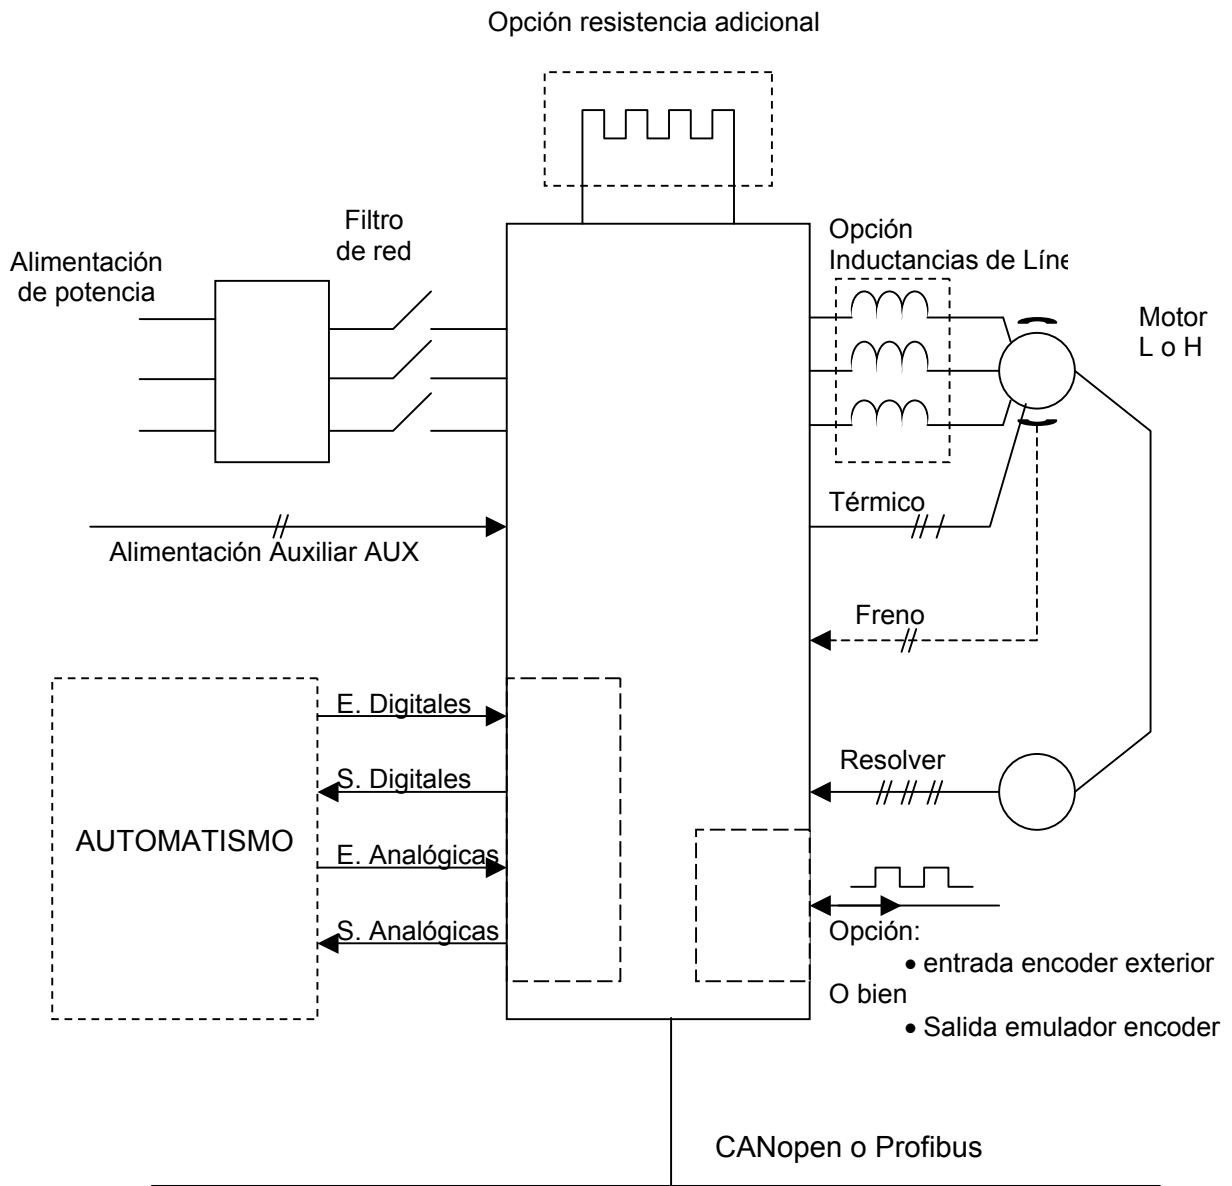 Opción resistencia adicional
Filtro
de red
Alimentación
de potencia
Opción
Inductancias de Líne
Motor
L o H
Térmico
Alimentación Auxiliar AUX
Freno
E. Digitales
S. Digitales
Resolver
AUTOMATISMO
E. Analógicas
S. Analógicas
Opción:
• entrada encoder exterior
O bien
• Salida emulador encoder
CANopen o Profibus